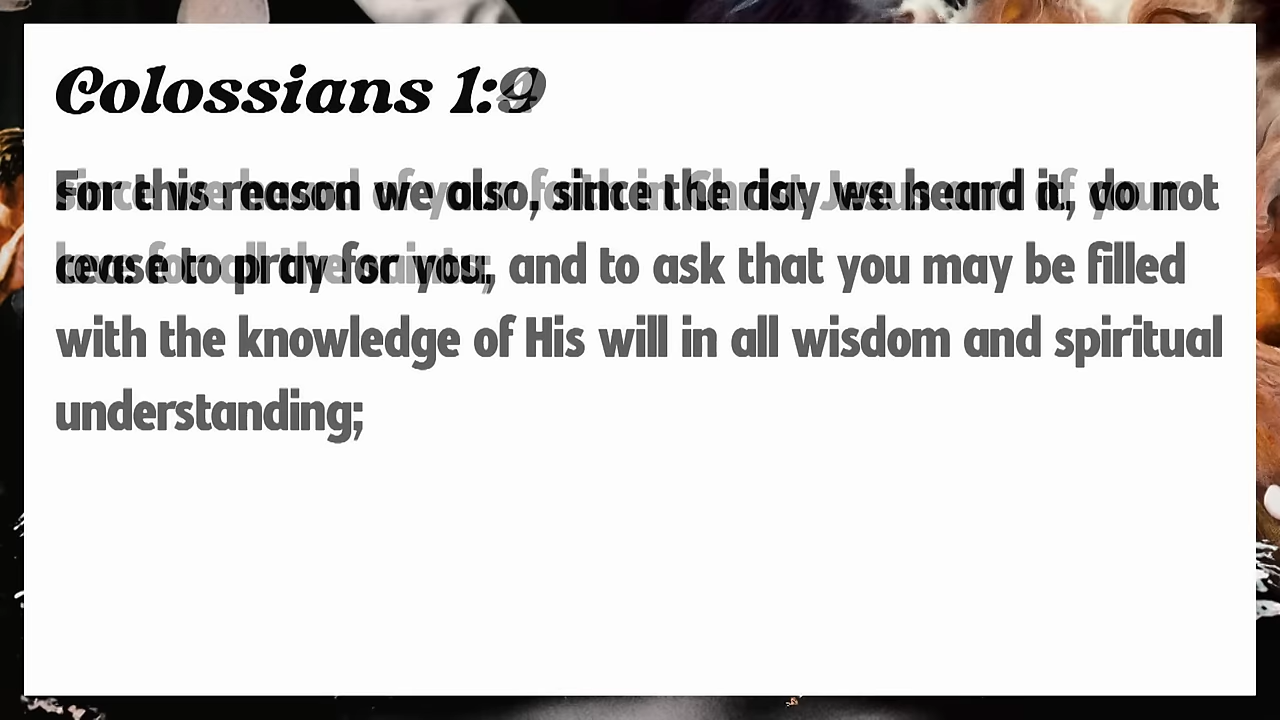 Colossians 1:9
For this reason we also, since the day we heard it, do not
cease to pray for you, and to ask that you may be filled
with the knowledge of His will in all wisdom and spiritual
understanding;